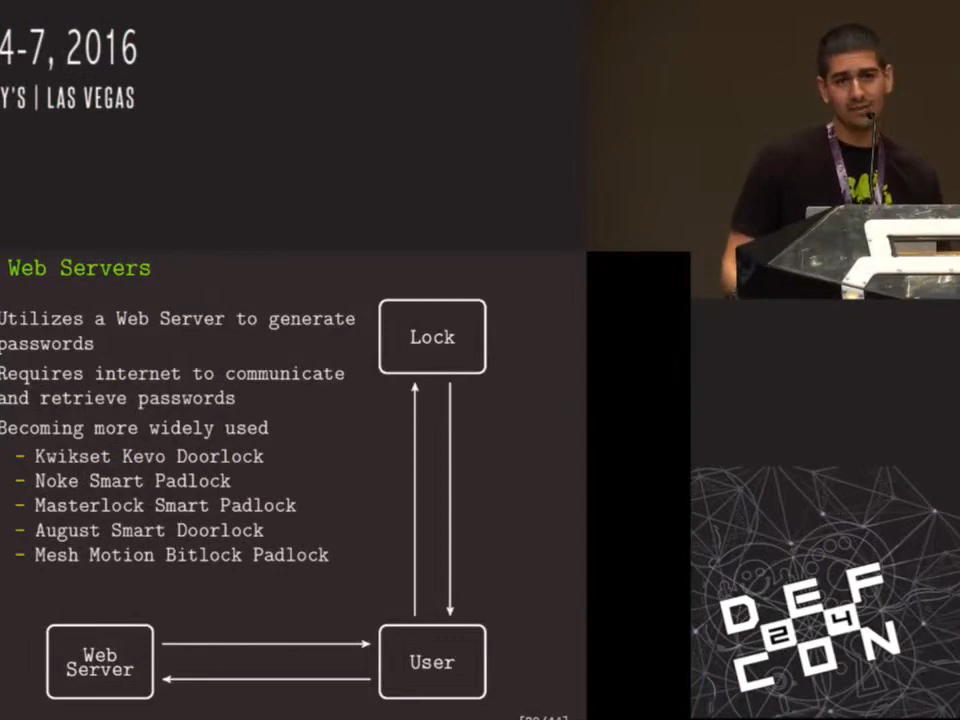 4-7, 2016
Y'S | LAS VEGAS
Web Servers
Utilizes a Web Server to generate
passwords
Requires internet to communicate
and retrieve passwords
Becoming more widely used
- Kwikset Kevo Doorlock
- Noke Smart Padlock
- Masterlock Smart Padlock
- August Smart Doorlock
- Mesh Motion Bitlock Padlock
Lock
Web
Server
User
DEF
24
CON